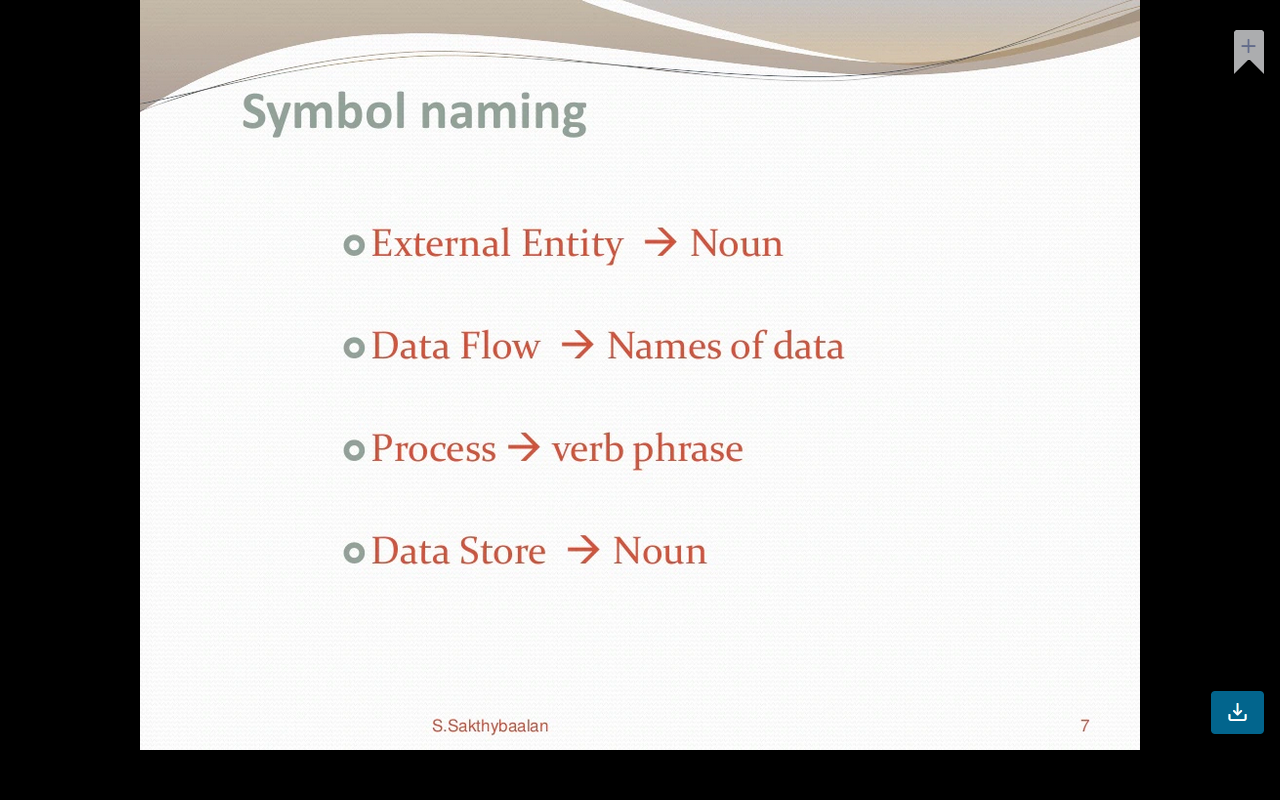 Symbol naming
External Entity → Noun
Data Flow → Names of data
Process → verb phrase
Data Store → Noun
S.Sakthybaalan
7